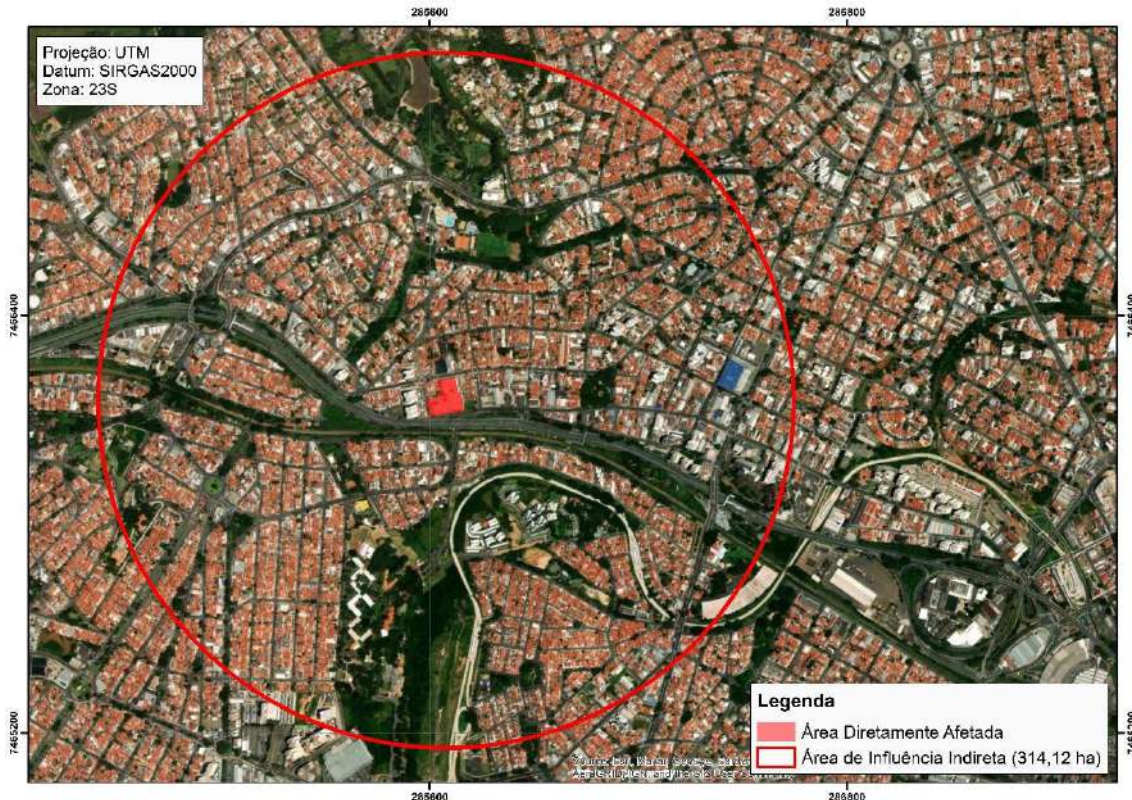 285600
286800
Projeção: UTM
Datum: SIRGAS2000
Zona: 23S
7466400
7466400
Legenda
Área Diretamente Afetada
Área de Influência Indireta (314,12 ha)
7465200
7465200
285600
286800